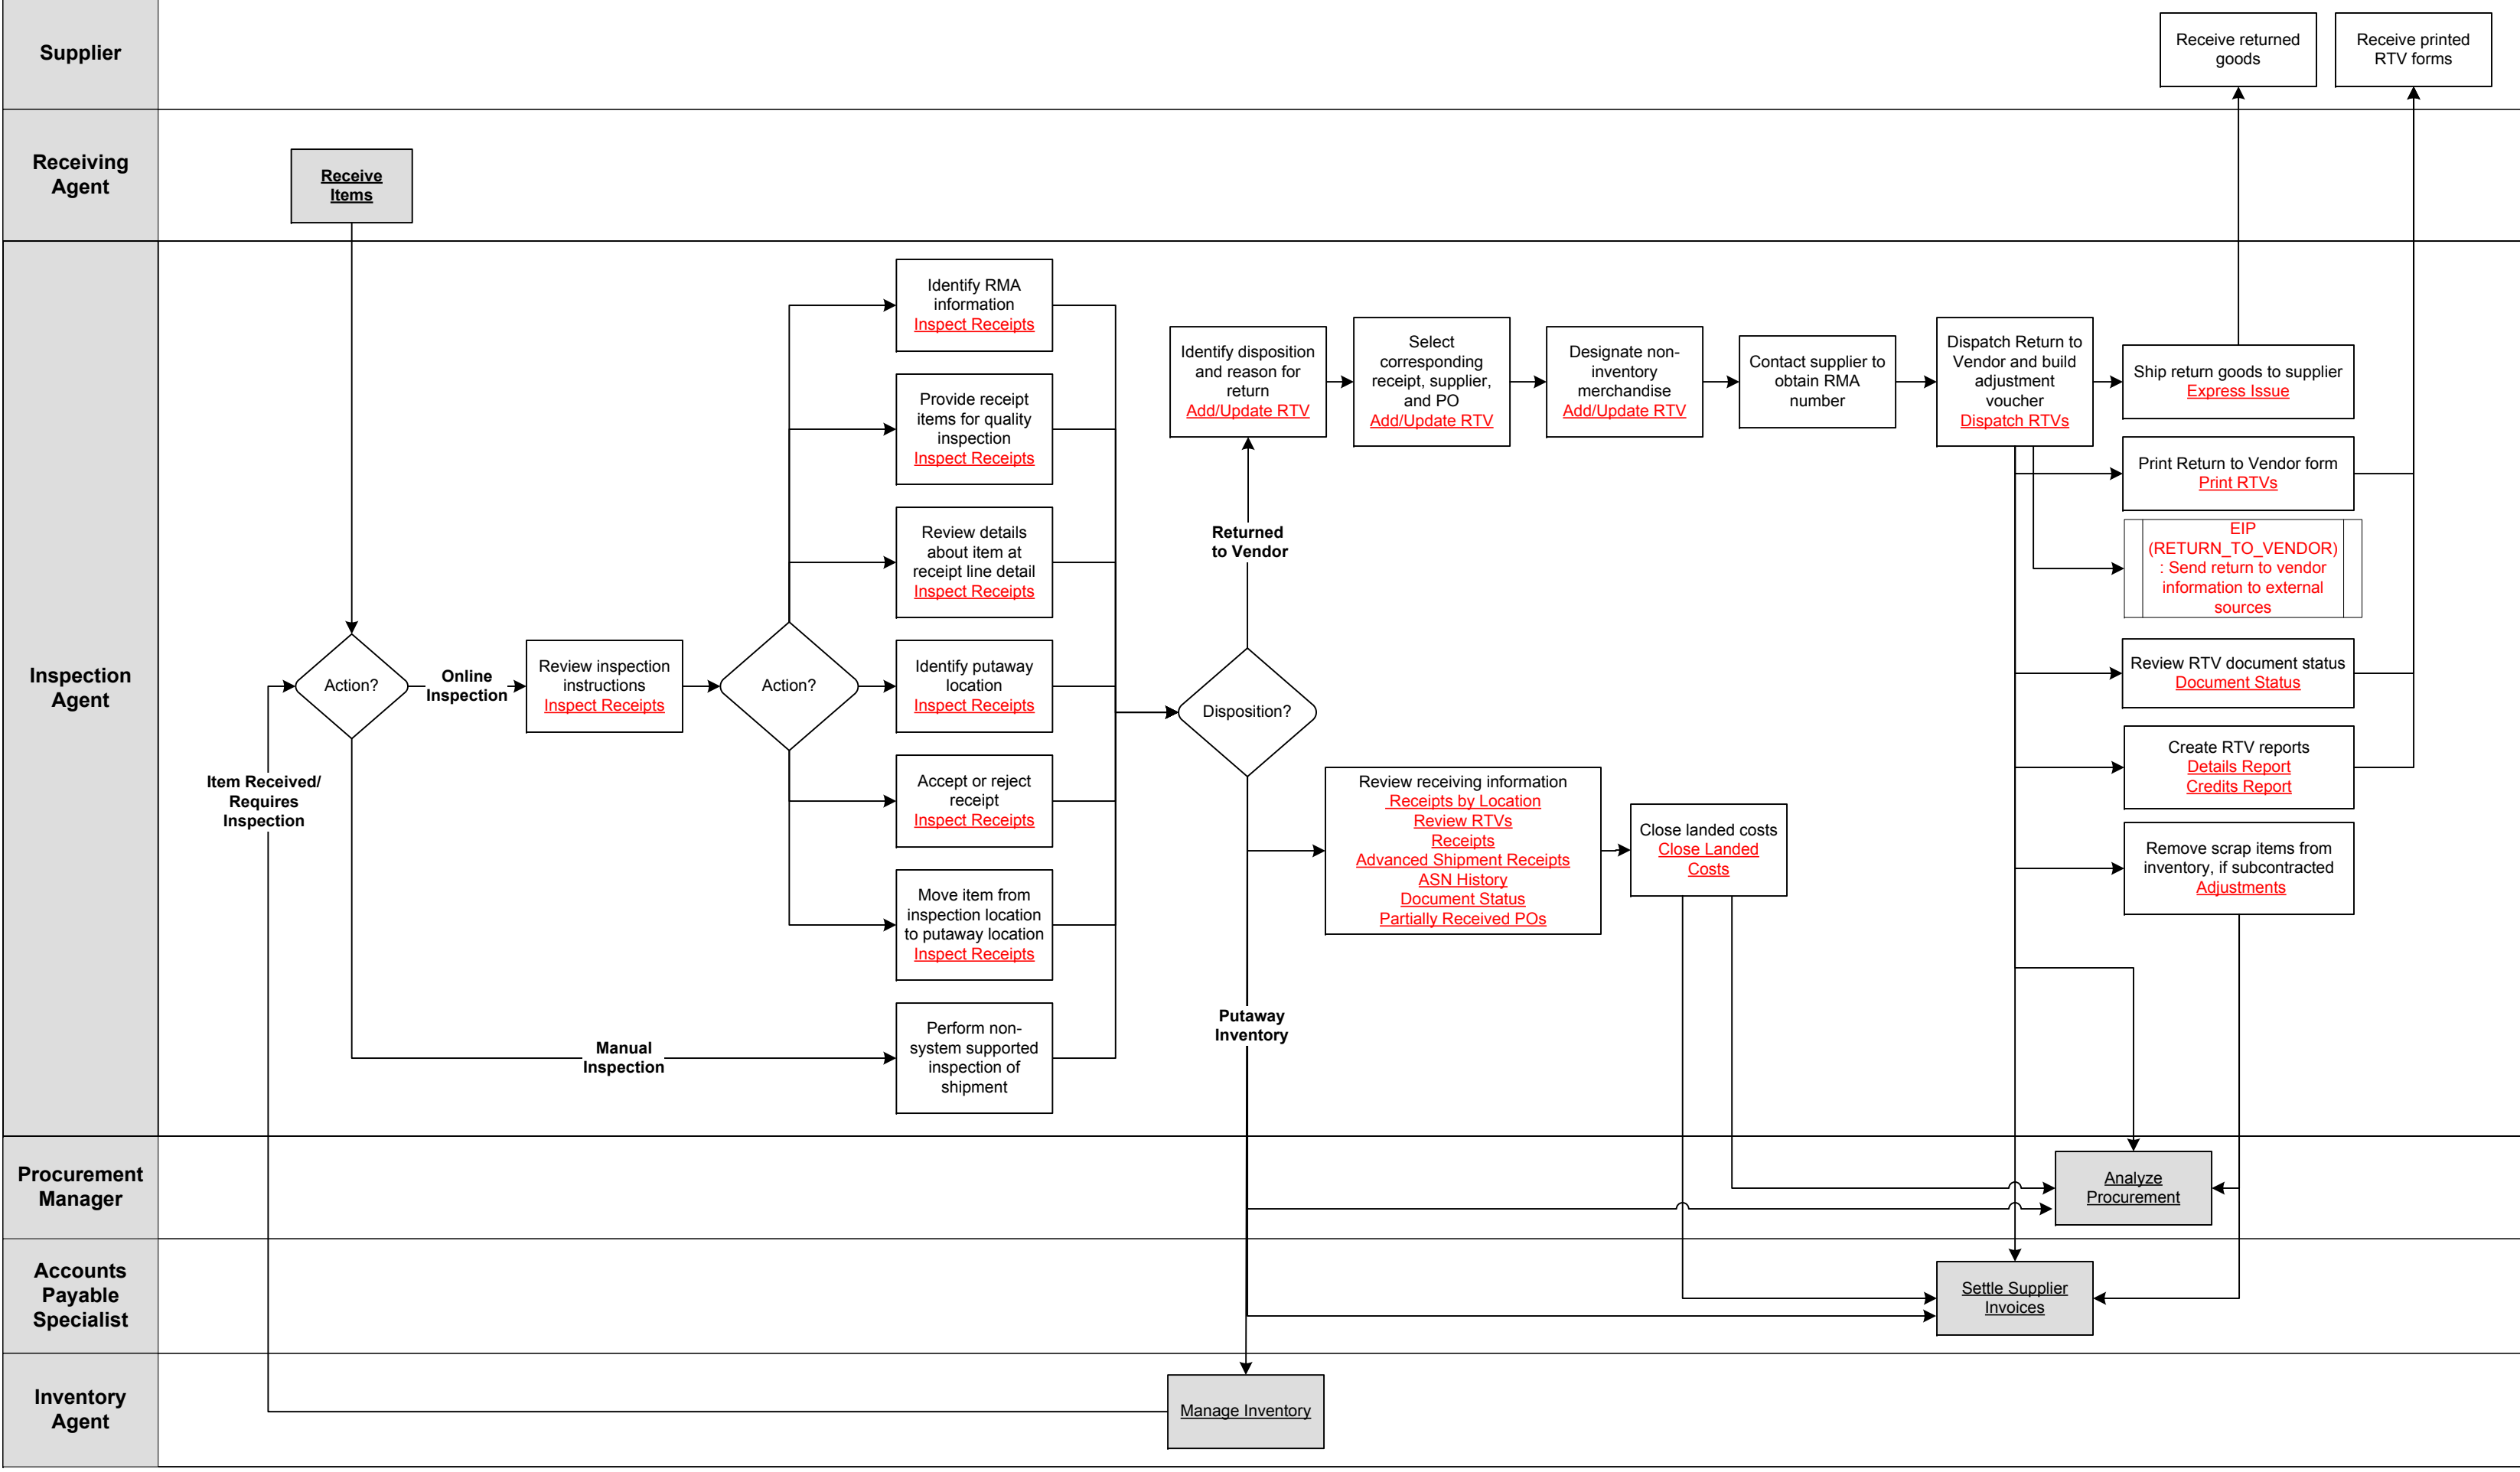 Supplier
Receive returned
goods
Receive printed
RTV forms
Receiving
Agent
Receive
Items
Inspection
Agent
Action?
Online
Inspection
Item Received/
Requires
Inspection
Manual
Inspection
Review inspection
instructions
Inspect Receipts
Action?
Identify RMA
information
Inspect Receipts
Provide receipt
items for quality
inspection
Inspect Receipts
Review details
about item at
receipt line detail
Inspect Receipts
Identify putaway
location
Inspect Receipts
Accept or reject
receipt
Inspect Receipts
Move item from
inspection location
to putaway location
Inspect Receipts
Perform non-
system supported
inspection of
shipment
Disposition?
Returned
to Vendor
Putaway
Inventory
Identify disposition
and reason for
return
Add/Update RTV
Select
corresponding
receipt, supplier,
and PO
Add/Update RTV
Designate non-
inventory
merchandise
Add/Update RTV
Contact supplier to
obtain RMA
number
Dispatch Return to
Vendor and build
adjustment
voucher
Dispatch RTVs
Ship return goods to supplier
Express Issue
Print Return to Vendor form
Print RTVs
EIP
(RETURN_TO_VENDOR)
: Send return to vendor
information to external
sources
Review RTV document status
Document Status
Create RTV reports
Details Report
Credits Report
Remove scrap items from
inventory, if subcontracted
Adjustments
Review receiving information
Receipts by Location
Review RTVs
Receipts
Advanced Shipment Receipts
ASN History
Document Status
Partially Received POs
Close landed costs
Close Landed
Costs
Procurement
Manager
Analyze
Procurement
Accounts
Payable
Specialist
Settle Supplier
Invoices
Inventory
Agent
Manage Inventory